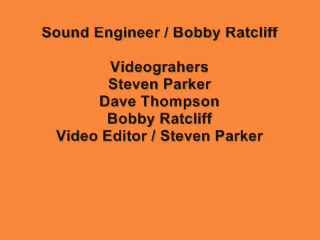 Sound Engineer / Bobby Ratcliff
Videograhers
Steven Parker
Dave Thompson
Bobby Ratcliff
Video Editor / Steven Parker